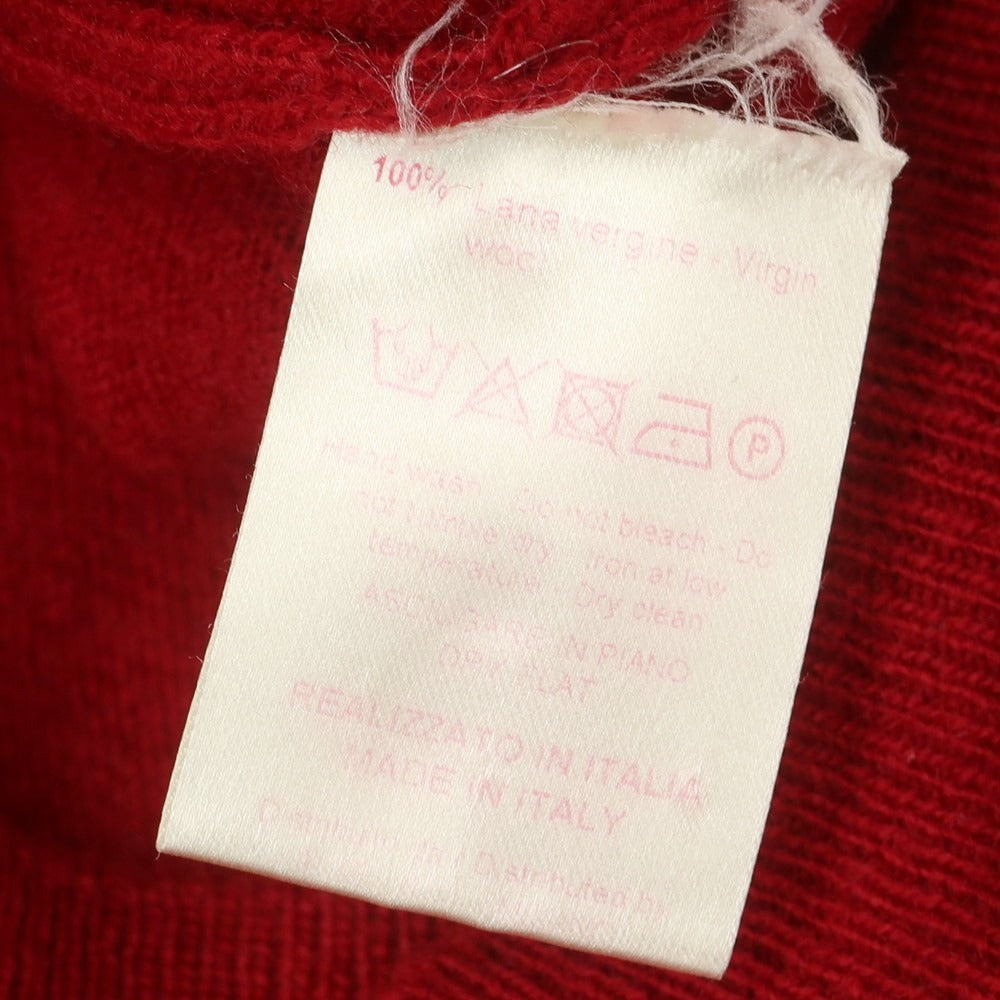 100% Lana vergine - Virgin
wool
P
Hand wash - Do not bleach - Do
not tumble dry - Iron at low
temperature - Dry clean
ASCIUGARE IN PIANO
DRY FLAT
REALIZZATO IN ITALIA
MADE IN ITALY
Distributed by